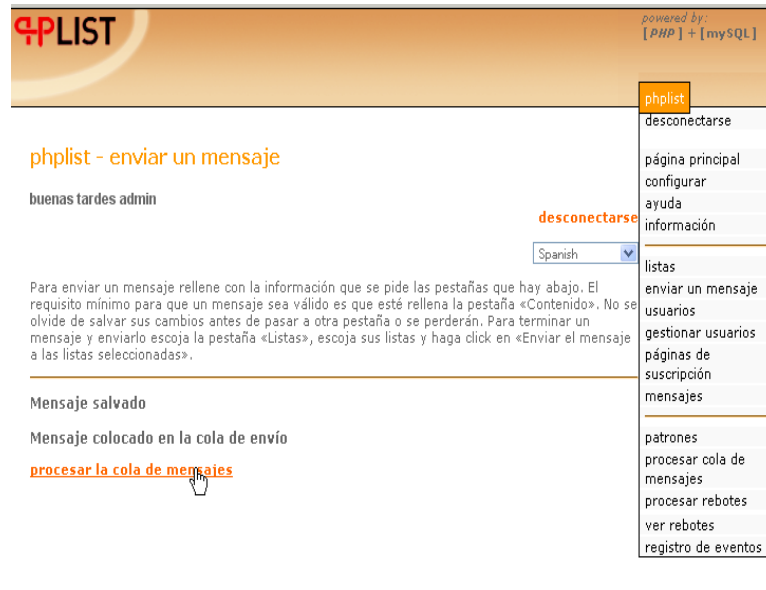 PLIST
powered by:
[ PHP ] + [ mySQL ]
phplist
desconectarse
página principal
configurar
ayuda
información
listas
enviar un mensaje
usuarios
gestionar usuarios
páginas de
suscripción
mensajes
patrones
procesar cola de
mensajes
procesar rebotes
ver rebotes
registro de eventos
phplist - enviar un mensaje
buenas tardes admin
desconectarse
Spanish
Para enviar un mensaje rellene con la información que se pide las pestañas que hay abajo. El
requisito mínimo para que un mensaje sea válido es que esté rellena la pestaña «Contenido». No se
olvide de salvar sus cambios antes de pasar a otra pestaña o se perderán. Para terminar un
mensaje y enviarlo escoja la pestaña «Listas», escoja sus listas y haga click en «Enviar el mensaje
a las listas seleccionadas».
Mensaje salvado
Mensaje colocado en la cola de envío
procesar la cola de mensajes